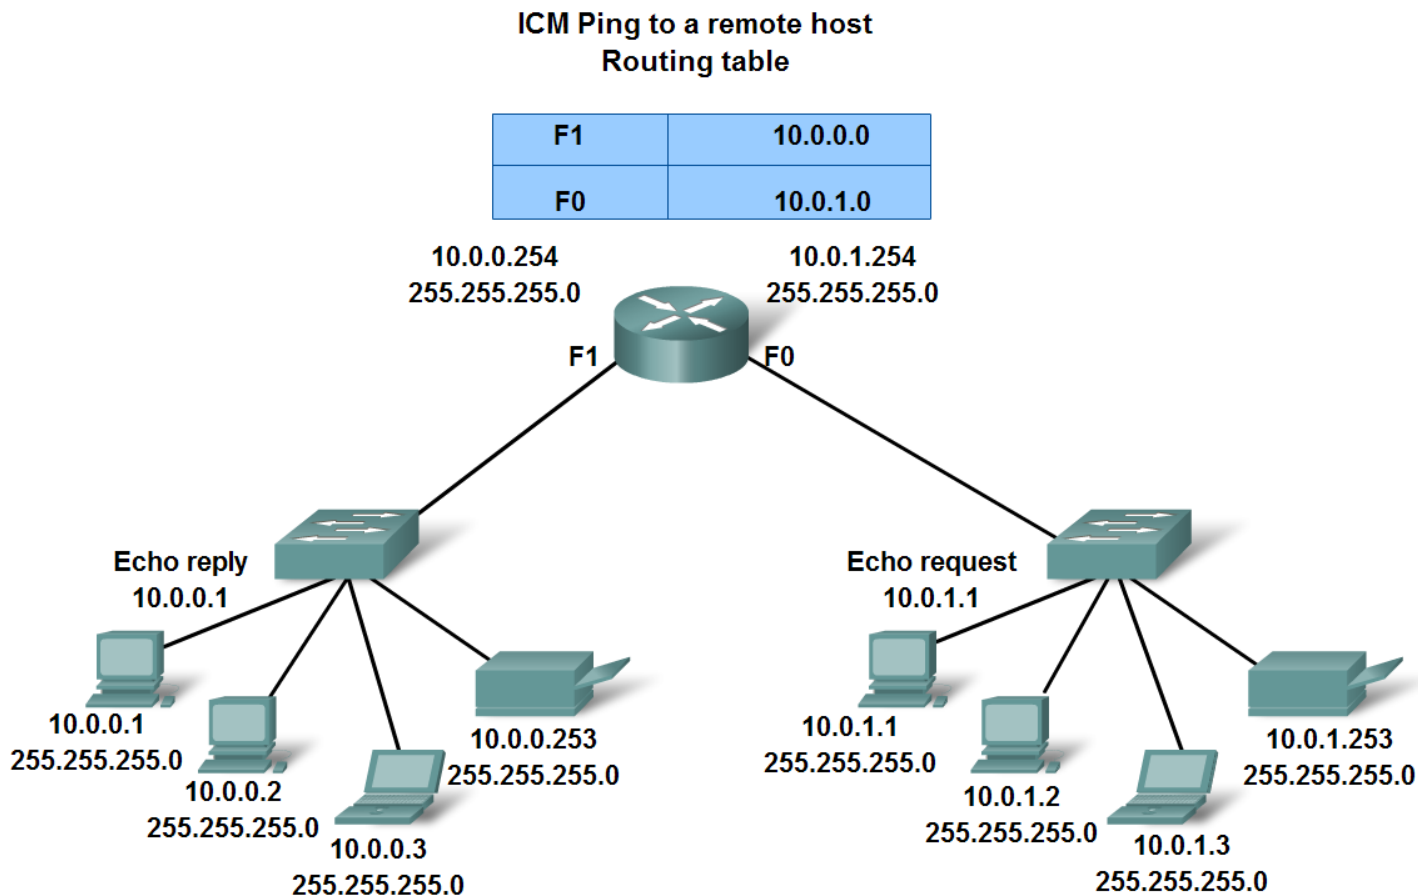 ICM Ping to a remote host
Routing table
F1 10.0.0.0
F0 10.0.1.0
10.0.0.254
255.255.255.0
10.0.1.254
255.255.255.0
F1
F0
Echo reply
10.0.0.1
Echo request
10.0.1.1
10.0.0.1
255.255.255.0
10.0.0.2
255.255.255.0
10.0.0.3
255.255.255.0
10.0.0.253
255.255.255.0
10.0.1.1
255.255.255.0
10.0.1.2
255.255.255.0
10.0.1.3
255.255.255.0
10.0.1.253
255.255.255.0